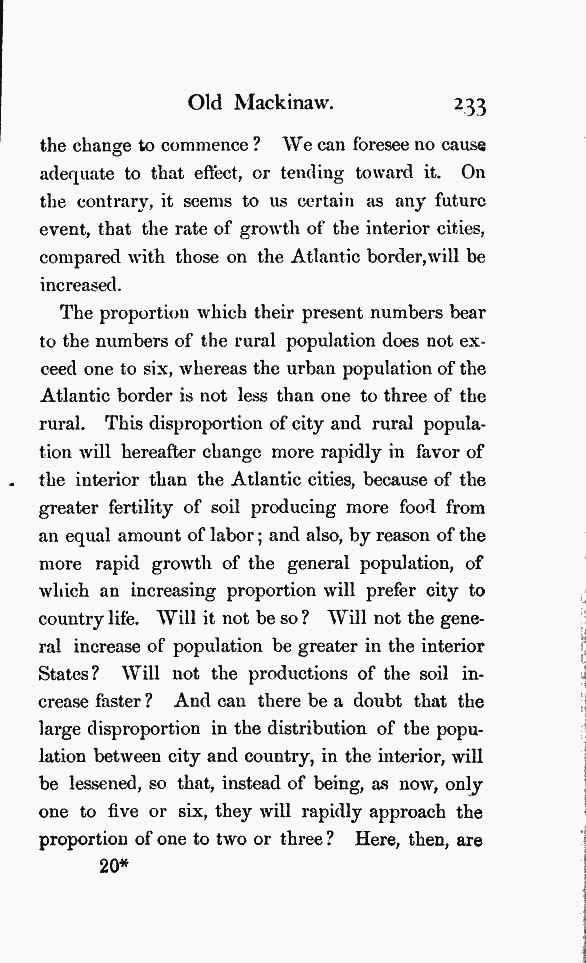 Old Mackinaw. 233
the change to commence? We can foresee no cause
adequate to that effect, or tending toward it. On
the contrary, it seems to us certain as any future
event, that the rate of growth of the interior cities,
compared with those on the Atlantic border,will be
increased.
The proportion which their present numbers bear
to the numbers of the rural population does not ex-
ceed one to six, whereas the urban population of the
Atlantic border is not less than one to three of the
rural. This disproportion of city and rural popula-
tion will hereafter change more rapidly in favor of
the interior than the Atlantic cities, because of the
greater fertility of soil producing more food from
an equal amount of labor; and also, by reason of the
more rapid growth of the general population, of
which an increasing proportion will prefer city to
country life. Will it not be so? Will not the gene-
ral increase of population be greater in the interior
States? Will not the productions of the soil in-
crease faster? And can there be a doubt that the
large disproportion in the distribution of the popu-
lation between city and country, in the interior, will
be lessened, so that, instead of being, as now, only
one to five or six, they will rapidly approach the
proportion of one to two or three? Here, then, are
20*